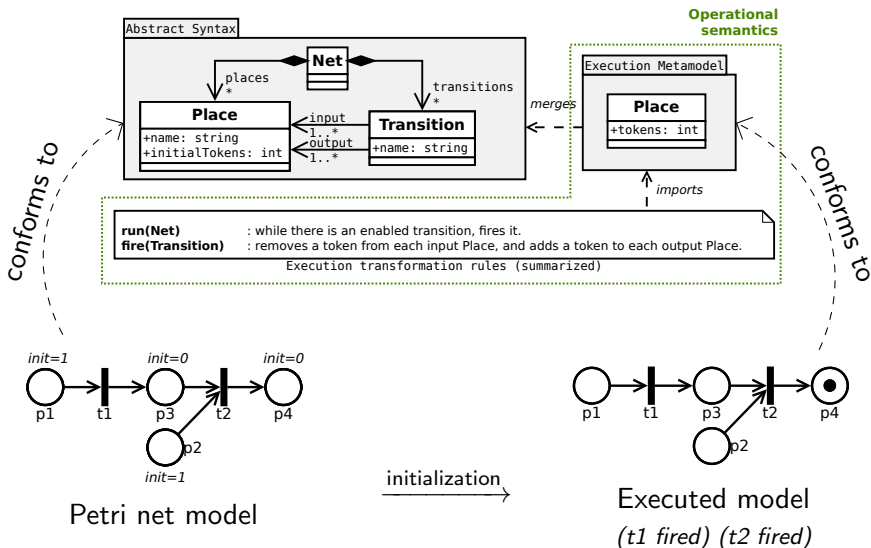 Operational
semantics
Abstract Syntax
Net
places
*
transitions
*
Place
+name: string
+initialTokens: int
input
1..*
output
1..*
Transition
+name: string
merges
Execution Metamodel
Place
+tokens: int
imports
conforms to
conforms to
run(Net) : while there is an enabled transition, fires it.
fire(Transition) : removes a token from each input Place, and adds a token to each output Place.
Execution transformation rules (summarized)
init=1 init=0 init=0
p1 t1 p3 t2 p4
p2
init=1
p1 t1 p3 t2 p4
p2
initialization
Petri net model
Executed model
(t1 fired) (t2 fired)